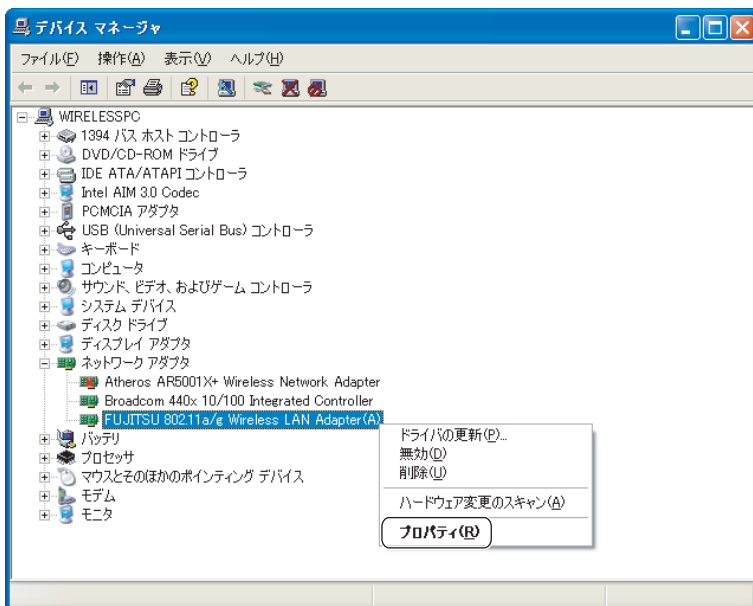 デバイス マネージャ
ファイル(F) 操作(A) 表示(V) ヘルプ(H)
WIRELESSPC
1394 バス ホスト コントローラ
DVD/CD-ROM ドライブ
IDE ATA/ATAPI コントローラ
Intel AIM 3.0 Codec
PCMCIA アダプタ
USB (Universal Serial Bus) コントローラ
キーボード
コンピュータ
サウンド、ビデオ、およびゲーム コントローラ
システム デバイス
ディスク ドライブ
ディスプレイ アダプタ
ネットワーク アダプタ
Atheros AR5001X+ Wireless Network Adapter
Broadcom 440x 10/100 Integrated Controller
FUJITSU 802.11a/g Wireless LAN Adapter(A)
バッテリ
プロセッサ
マウスとそのほかのポインティング デバイス
モデム
モニタ
ドライバの更新(P)...
無効(D)
削除(U)
ハードウェア変更のスキャン(A)
プロパティ(R)